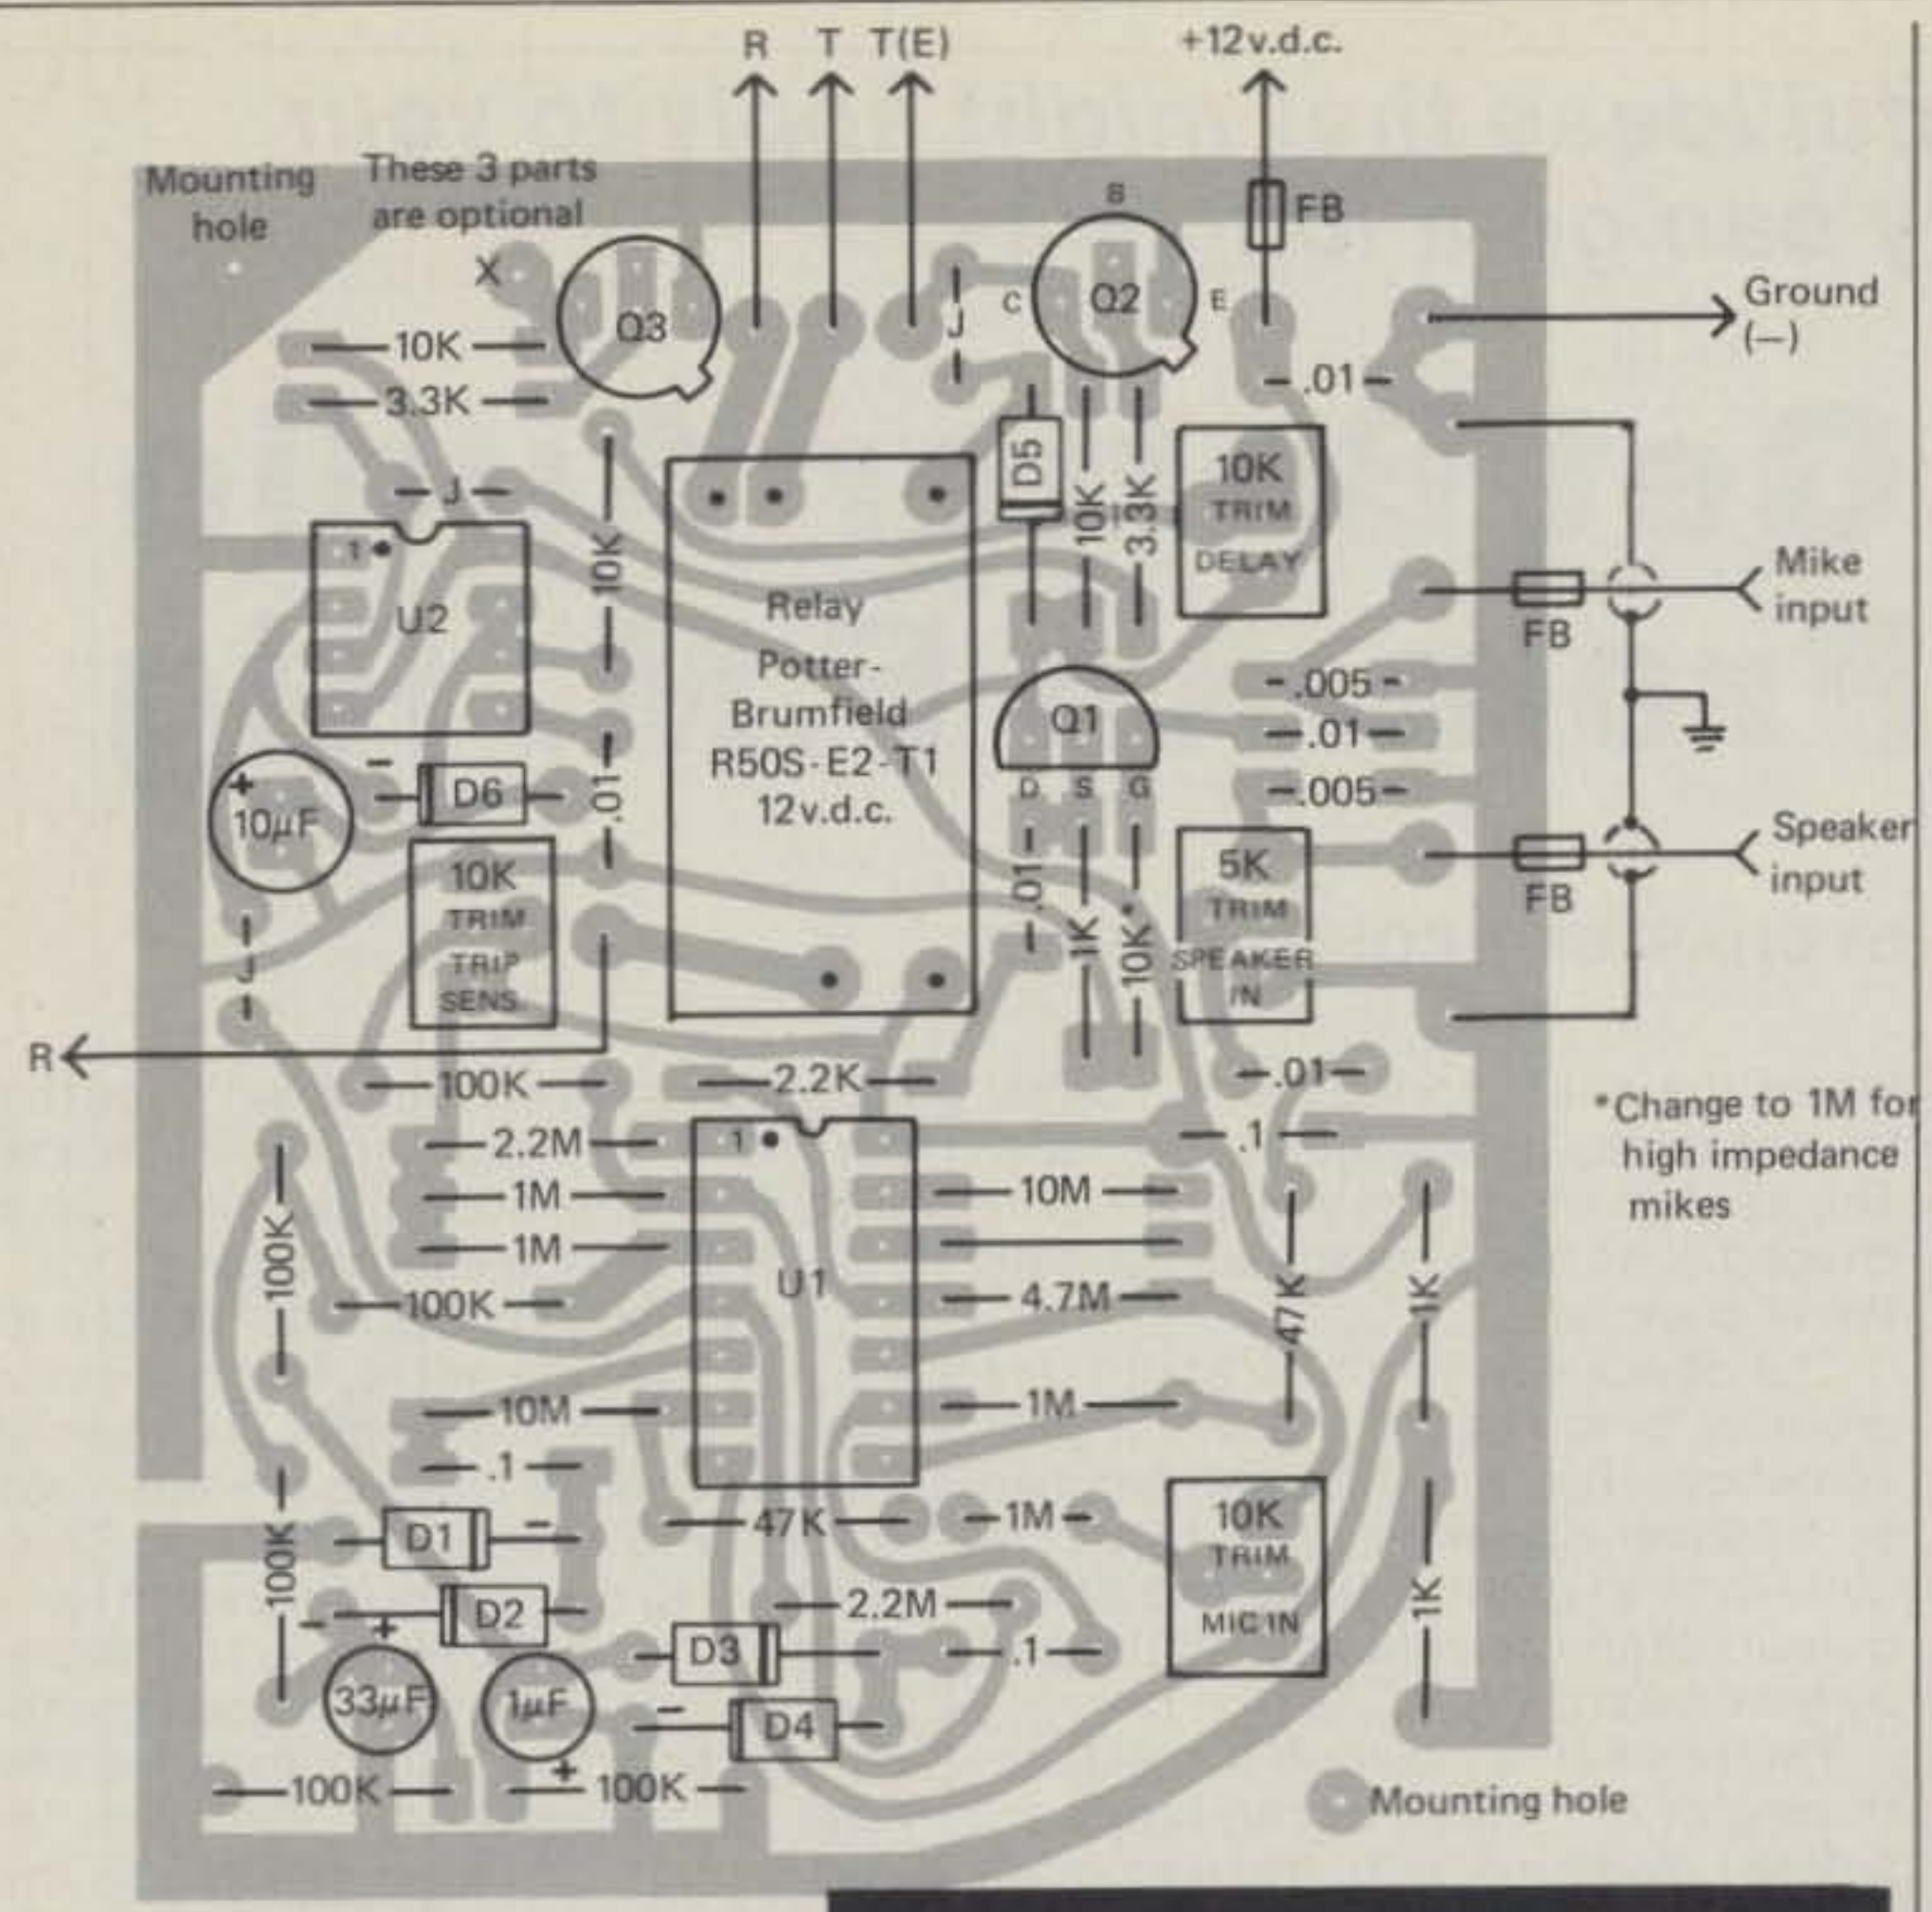 R T T(E) +12v.d.c.
Mounting
hole
These 3 parts
are optional
B
FB
X
Q3
C
Q2
E
Ground
(—)
10K
3.3K
J
.01
J
D5
10K
3.3K
10K
TRIM
DELAY
10K
1
U2
Relay
Potter-
Brumfield
R50S-E2-T1
12v.d.c.
Mike
input
FB
.005
Q1
.01
D S G
.005
+
10µF
-
D6
.01
10K
TRIM
TRIP
SENS.
.01
1K
10K*
5K
TRIM
SPEAKER
IN
Speaker
input
FB
J
R
100K
2.2K
.01
*Change to 1M for
high impedance
mikes
2.2M
1
.1
1M
10M
1M
100K
U1
100K
4.7M
47K
1K
10M
1M
.1
47K
1M
10K
TRIM
MIC IN
D1
-
100K
1K
-
D2
2.2M
+
33µF
1µF
+
D3
.1
-
D4
100K
100K
Mounting hole